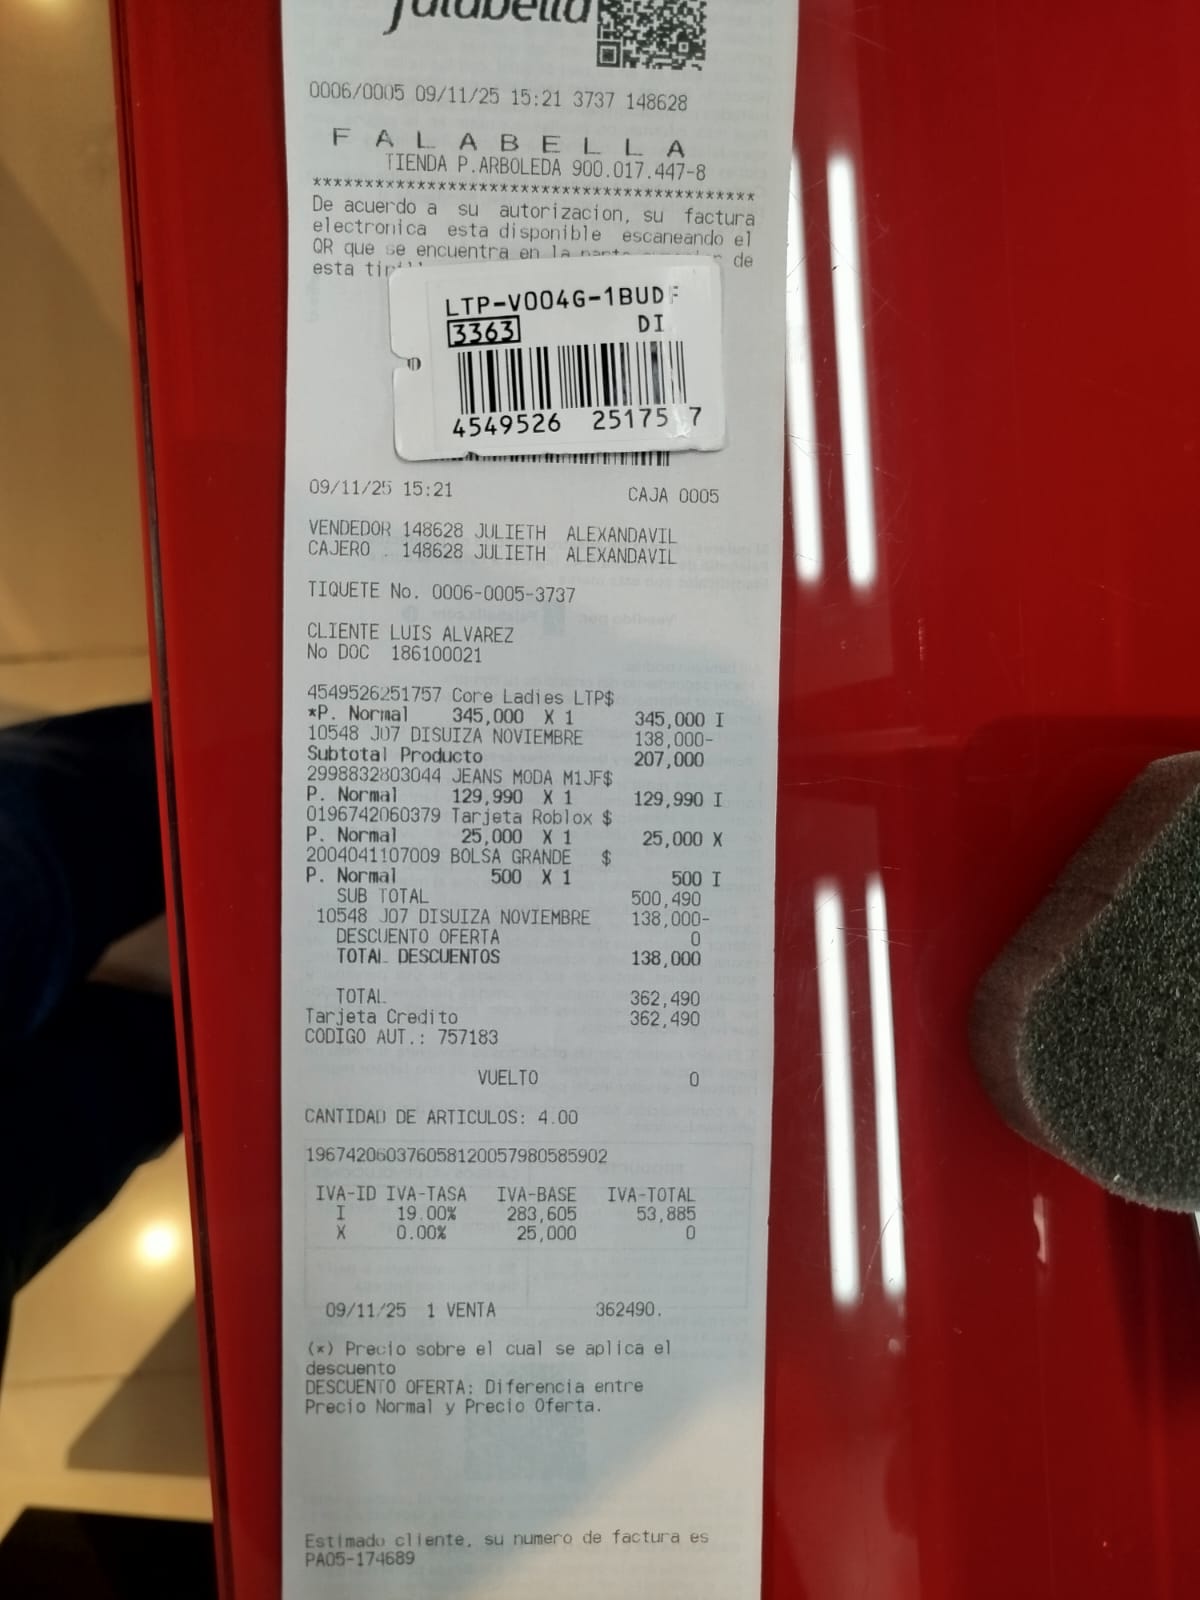 falabella
0006/0005 09/11/25 15:21 3737 148628
F A L A B E L L A
TIENDA P.ARBOLEDA 900.017.447-8
******************************************
De acuerdo a su autorizacion, su factura
electronica esta disponible escaneando el
QR que se encuentra en la de
esta
LTP-V004G-1BUDF
3363 DI
4549526 25175 7
09/11/25 15:21 CAJA 0005
VENDEDOR 148628 JULIETH ALEXANDAVIL
CAJERO . 148628 JULIETH ALEXANDAVIL
TIQUETE No. 0006-0005-3737
CLIENTE LUIS ALVAREZ
No DOC 186100021
4549526251757 Core Ladies LTP$
*P. Normal 345,000 X 1 345,000 I
10548 J07 DISUIZA NOVIEMBRE 138,000-
Subtotal Producto 207,000
2998832803044 JEANS MODA M1JF$
P. Normal 129,990 X 1 129,990 I
0196742060379 Tarjeta Roblox $
P. Normal 25,000 X 1 25,000 X
2004041107009 BOLSA GRANDE $
P. Normal 500 X 1 500 I
SUB TOTAL 500,490
10548 J07 DISUIZA NOVIEMBRE 138,000-
DESCUENTO OFERTA 0
TOTAL DESCUENTOS 138,000
TOTAL 362,490
Tarjeta Credito 362,490
CODIGO AUT.: 757183
VUELTO 0
CANTIDAD DE ARTICULOS: 4.00
196742060376058120057980585902
IVA-ID IVA-TASA IVA-BASE IVA-TOTAL
I 19.00% 283,605 53,885
X 0.00% 25,000 0
09/11/25 1 VENTA 362490.
(*) Precio sobre el cual se aplica el
descuento
DESCUENTO OFERTA: Diferencia entre
Precio Normal y Precio Oferta.
Estimado cliente, su numero de factura es
PA05-174689